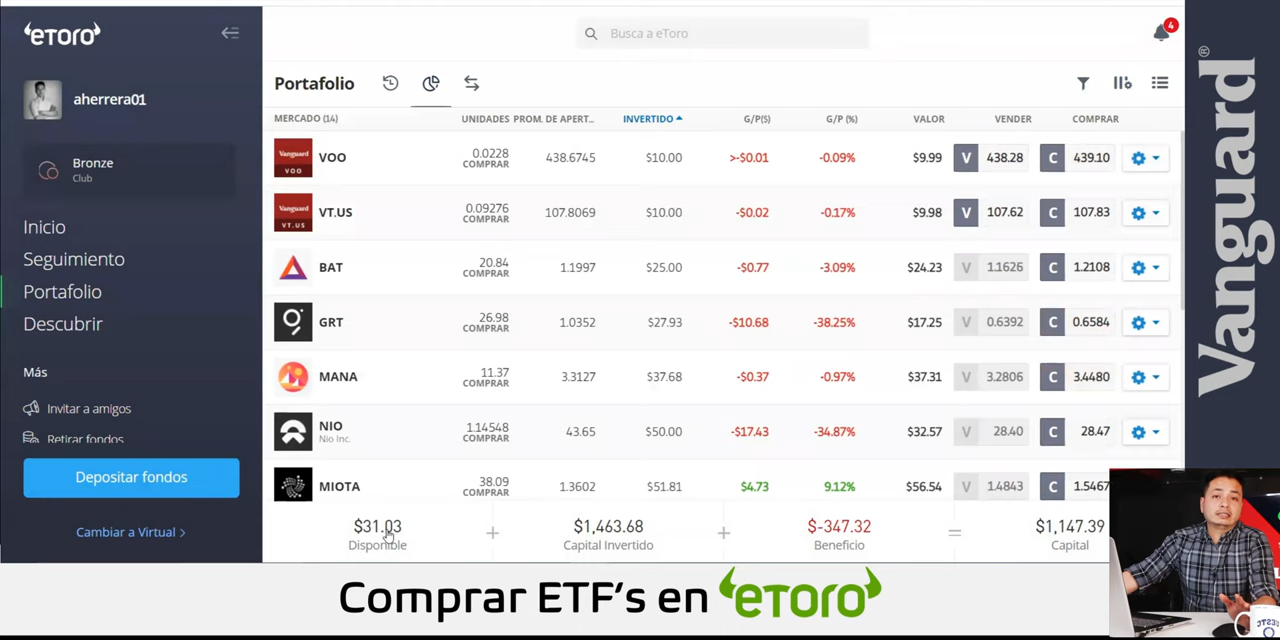 eToro
Busca a eToro
4
aherrera01
Bronze
Club
Inicio
Seguimiento
Portafolio
Descubrir
Más
Invitar a amigos
Retirar fondos
Depositar fondos
Cambiar a Virtual >
Portafolio
MERCADO (14) UNIDADES PROM. DE APERT... INVERTIDO G/P($) G/P (%) VALOR VENDER COMPRAR
Vanguard VOO VOO 0.0228 COMPRAR 438.6745 $10.00 >-$0.01 -0.09% $9.99 V 438.28 C 439.10
Vanguard VT.US VT.US 0.09276 COMPRAR 107.8069 $10.00 -$0.02 -0.17% $9.98 V 107.62 C 107.83
BAT 20.84 COMPRAR 1.1997 $25.00 -$0.77 -3.09% $24.23 V 1.1626 C 1.2108
GRT 26.98 COMPRAR 1.0352 $27.93 -$10.68 -38.25% $17.25 V 0.6392 C 0.6584
MANA 11.37 COMPRAR 3.3127 $37.68 -$0.37 -0.97% $37.31 V 3.2806 C 3.4480
NIO Nio Inc. 1.14548 COMPRAR 43.65 $50.00 -$17.43 -34.87% $32.57 V 28.40 C 28.47
MIOTA 38.09 COMPRAR 1.3602 $51.81 $4.73 9.12% $56.54 V 1.4843 C 1.5467
$31.03 + $1,463.68 + $-347.32 = $1,147.39
Disponible Capital Invertido Beneficio Capital
Vanguard®
Comprar ETF's en eToro